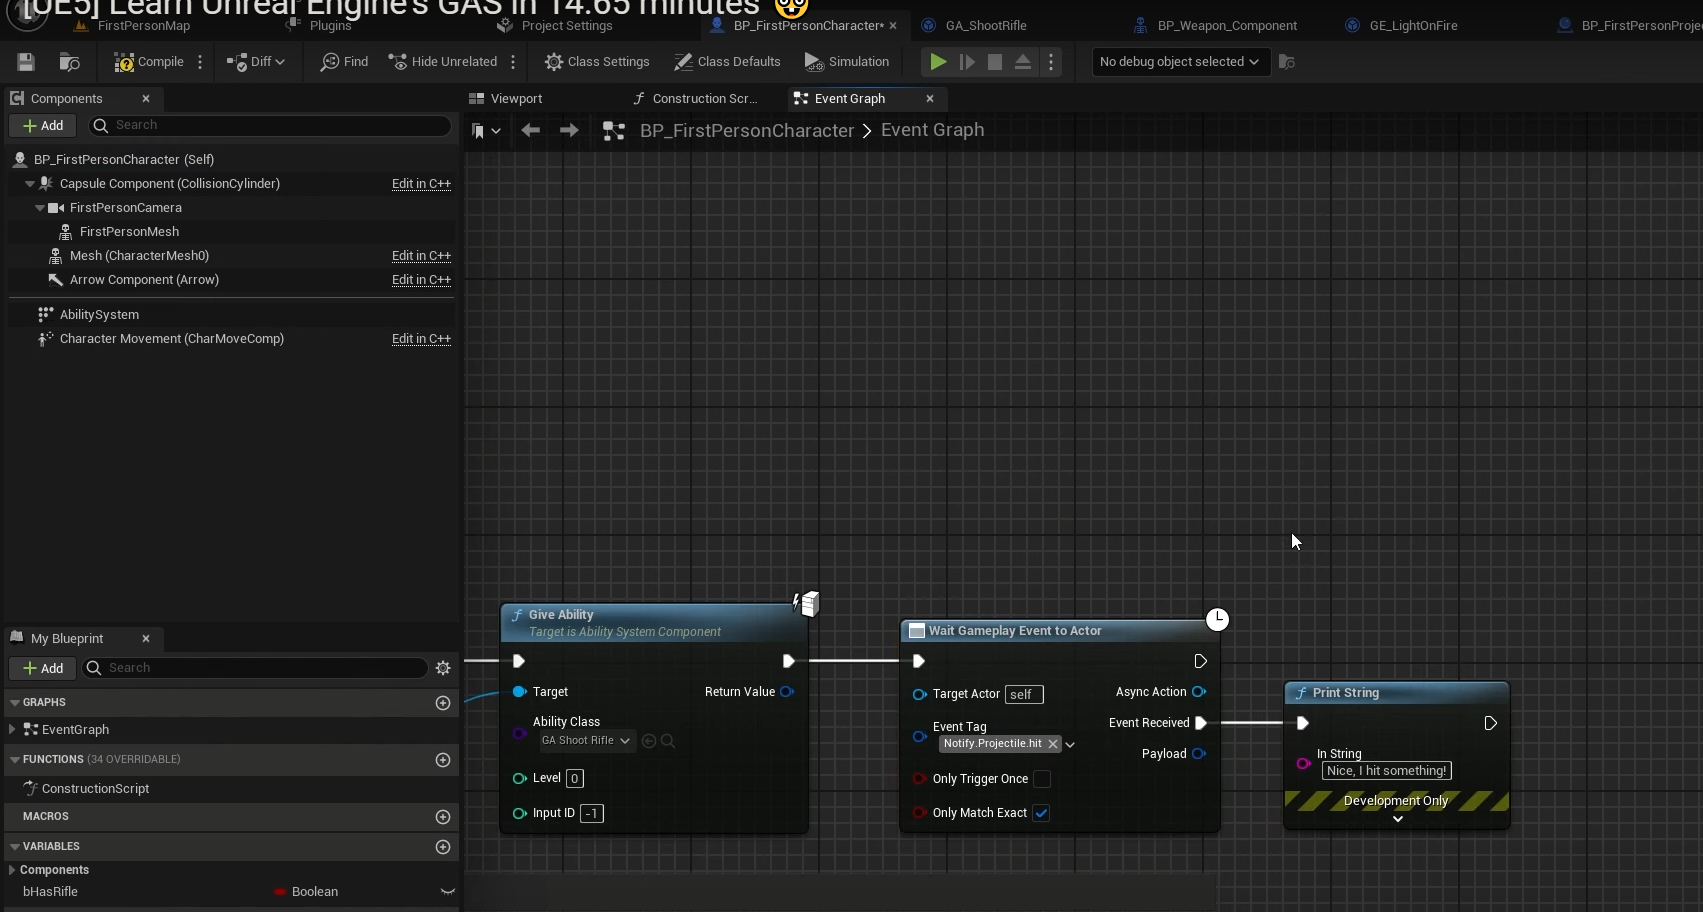 [UE5] Learn Unreal Engine's GAS in 14.65 minutes
FirstPersonMap
Plugins
Project Settings
BP_FirstPersonCharacter*
GA_ShootRifle
BP_Weapon_Component
GE_LightOnFire
BP_FirstPersonProje
Compile
Diff
Find
Hide Unrelated
Class Settings
Class Defaults
Simulation
No debug object selected
Components
Viewport
Construction Scr...
Event Graph
Add
Search
BP_FirstPersonCharacter > Event Graph
BP_FirstPersonCharacter (Self)
Capsule Component (CollisionCylinder) Edit in C++
FirstPersonCamera
FirstPersonMesh
Mesh (CharacterMesh0) Edit in C++
Arrow Component (Arrow) Edit in C++
AbilitySystem
Character Movement (CharMoveComp) Edit in C++
My Blueprint
Add
Search
GRAPHS
EventGraph
FUNCTIONS (34 OVERRIDABLE)
ConstructionScript
MACROS
VARIABLES
Components
bHasRifle Boolean
Give Ability
Target is Ability System Component
Target
Return Value
Ability Class
GA Shoot Rifle
Level 0
Input ID -1
Wait Gameplay Event to Actor
Target Actor self
Async Action
Event Tag
Event Received
Notify.Projectile.hit
Payload
Only Trigger Once
Only Match Exact
Print String
In String
Nice, I hit something!
Development Only